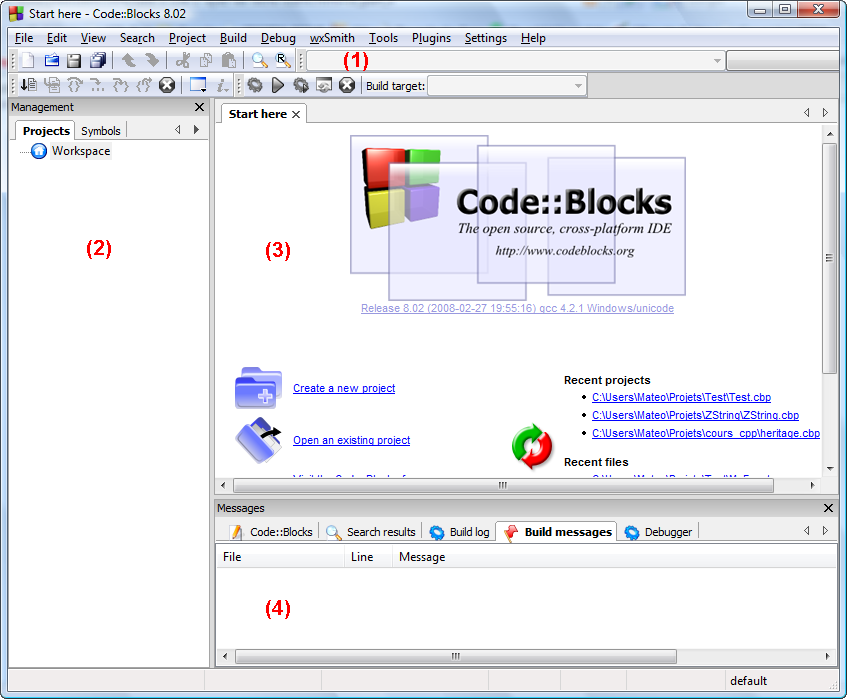 Start here - Code::Blocks 8.02
File Edit View Search Project Build Debug wxSmith Tools Plugins Settings Help
(1)
Build target:
Management
Projects Symbols
Workspace
(2)
Start here
Code::Blocks
The open source, cross-platform IDE
http://www.codeblocks.org
(3)
Release 8.02 (2008-02-27 19:55:16) gcc 4.2.1 Windows/unicode
Create a new project
Open an existing project
Recent projects
C:\Users\Mateo\Projets\Test\Test.cbp
C:\Users\Mateo\Projets\ZString\ZString.cbp
C:\Users\Mateo\Projets\cours_cpp\heritage.cbp
Recent files
Messages
Code::Blocks Search results Build log Build messages Debugger
File Line Message
(4)
default